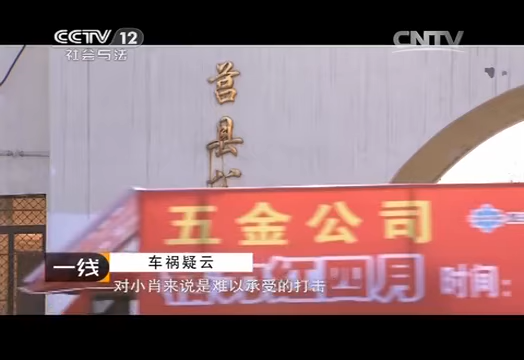 CCTV 12
社会与法
CNTV
莒县
五金公司
红四月
时间:
一线
车祸疑云
对小肖来说是难以承受的打击